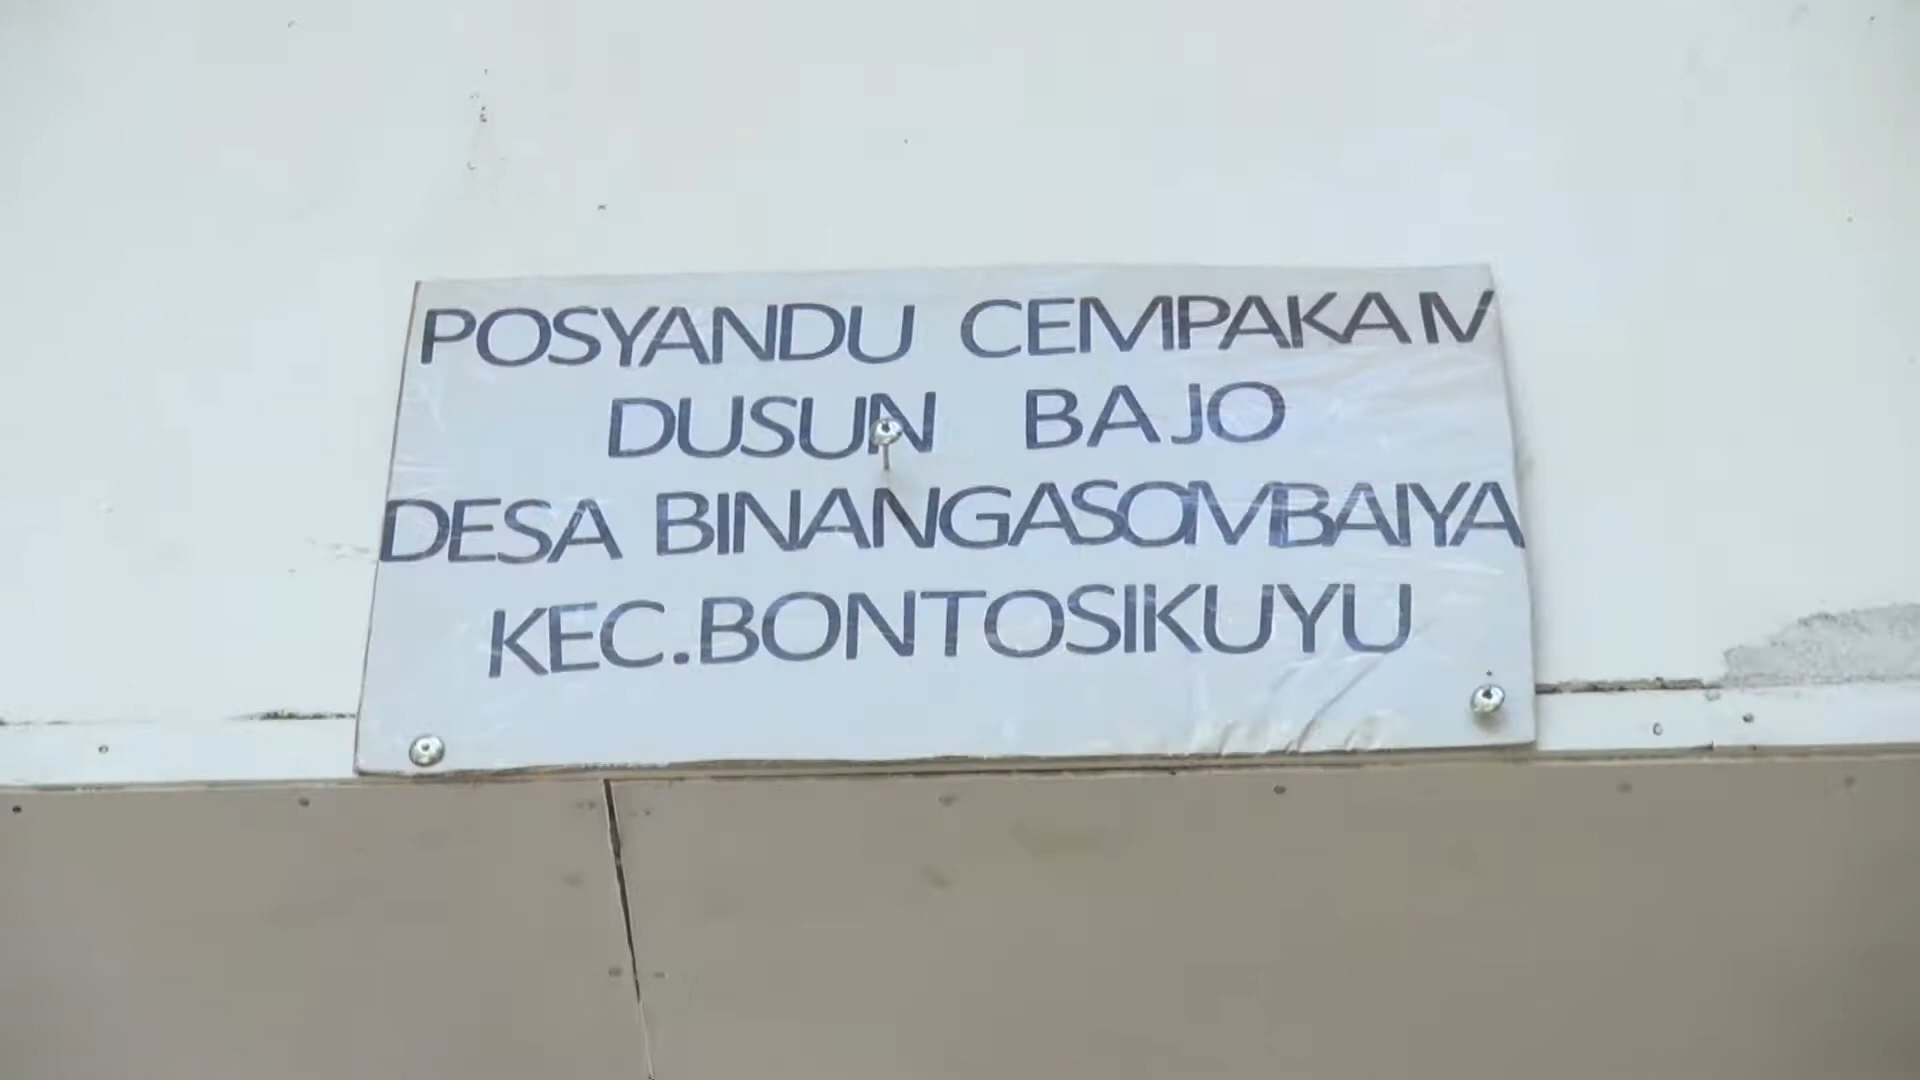 POSYANDU CEMPAKA IV
DUSUN BAJO
DESA BINANGASOMBAIYA
KEC.BONTOSIKUYU